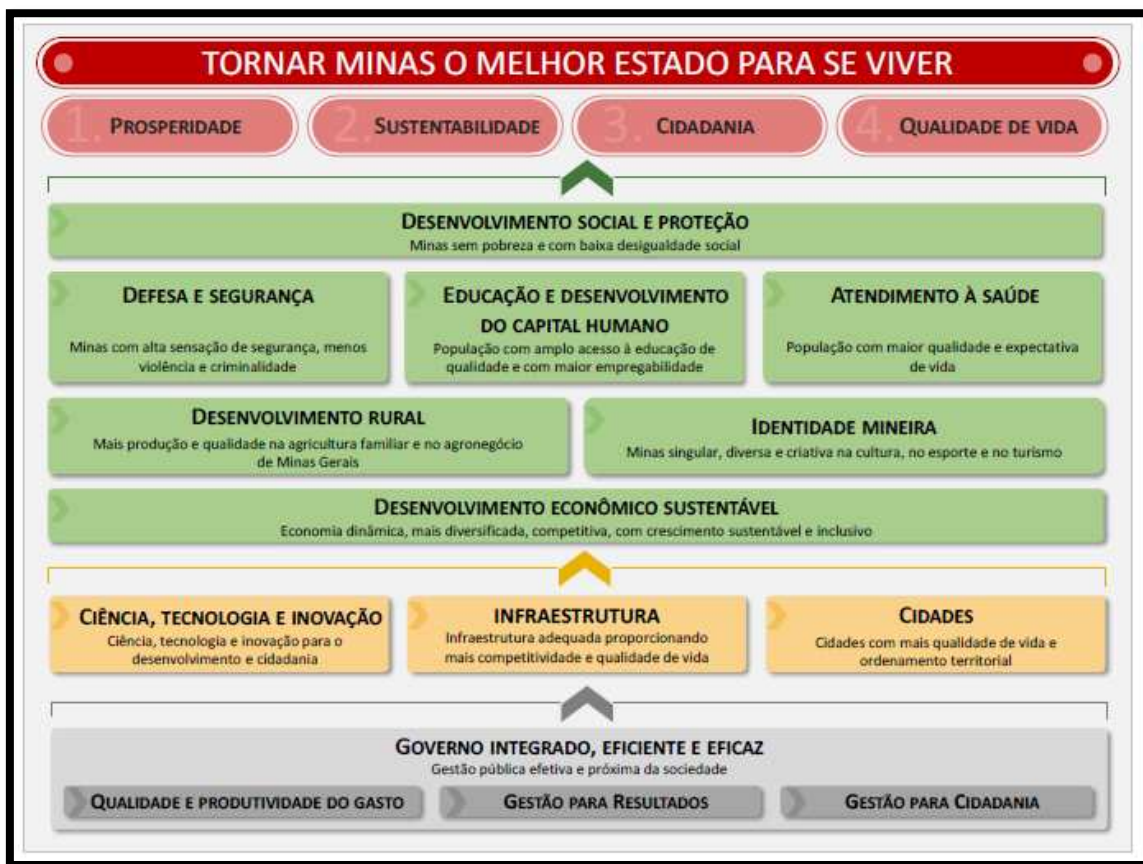 TORNAR MINAS O MELHOR ESTADO PARA SE VIVER
1. PROSPERIDADE
2. SUSTENTABILIDADE
3. CIDADANIA
4. QUALIDADE DE VIDA
DESENVOLVIMENTO SOCIAL E PROTEÇÃO
Minas sem pobreza e com baixa desigualdade social
DEFESA E SEGURANÇA
Minas com alta sensação de segurança, menos
violência e criminalidade
EDUCAÇÃO E DESENVOLVIMENTO
DO CAPITAL HUMANO
População com amplo acesso à educação de
qualidade e com maior empregabilidade
ATENDIMENTO À SAÚDE
População com maior qualidade e expectativa
de vida
DESENVOLVIMENTO RURAL
Mais produção e qualidade na agricultura familiar e no agronegócio
de Minas Gerais
IDENTIDADE MINEIRA
Minas singular, diversa e criativa na cultura, no esporte e no turismo
DESENVOLVIMENTO ECONÔMICO SUSTENTÁVEL
Economia dinâmica, mais diversificada, competitiva, com crescimento sustentável e inclusivo
CIÊNCIA, TECNOLOGIA E INOVAÇÃO
Ciência, tecnologia e inovação para o
desenvolvimento e cidadania
INFRAESTRUTURA
Infraestrutura adequada proporcionando
mais competitividade e qualidade de vida
CIDADES
Cidades com mais qualidade de vida e
ordenamento territorial
GOVERNO INTEGRADO, EFICIENTE E EFICAZ
Gestão pública efetiva e próxima da sociedade
QUALIDADE E PRODUTIVIDADE DO GASTO
GESTÃO PARA RESULTADOS
GESTÃO PARA CIDADANIA